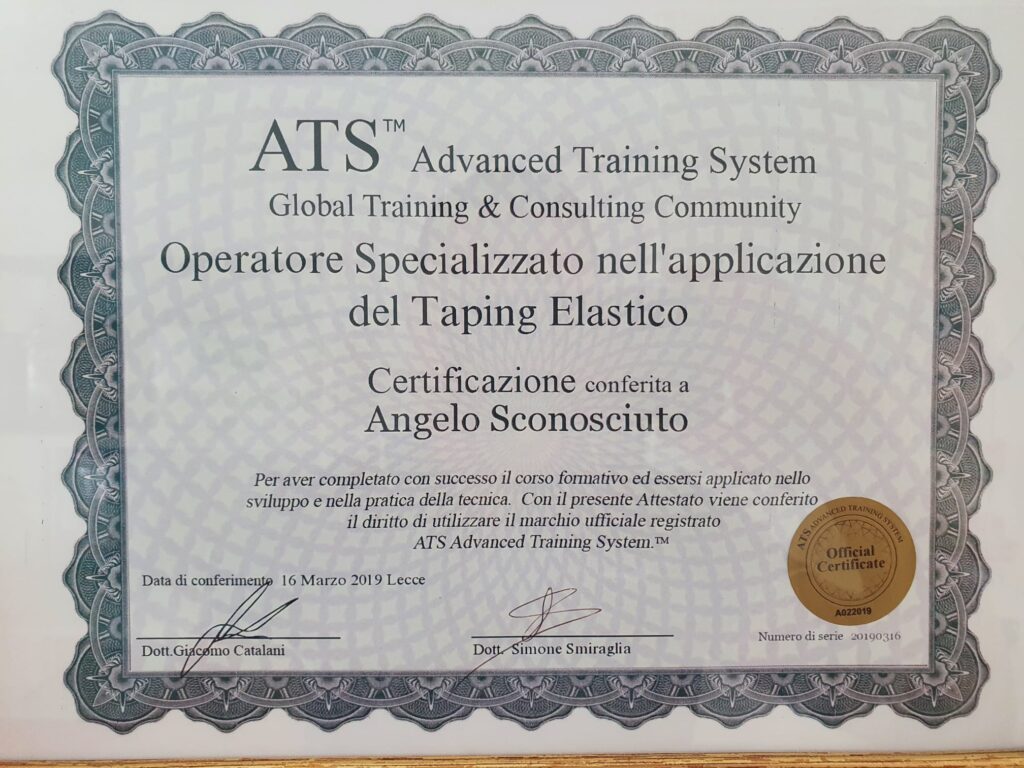 ATS™ Advanced Training System
Global Training & Consulting Community
Operatore Specializzato nell'applicazione
del Taping Elastico
Certificazione conferita a
Angelo Sconosciuto
Per aver completato con successo il corso formativo ed essersi applicato nello
sviluppo e nella pratica della tecnica. Con il presente Attestato viene conferito
il diritto di utilizzare il marchio ufficiale registrato
ATS Advanced Training System.™
ATS ADVANCED TRAINING SYSTEM
Official
Certificate
A022019
Data di conferimento 16 Marzo 2019 Lecce
Dott.Giacomo Catalani
Dott. Simone Smiraglia
Numero di serie 20190316